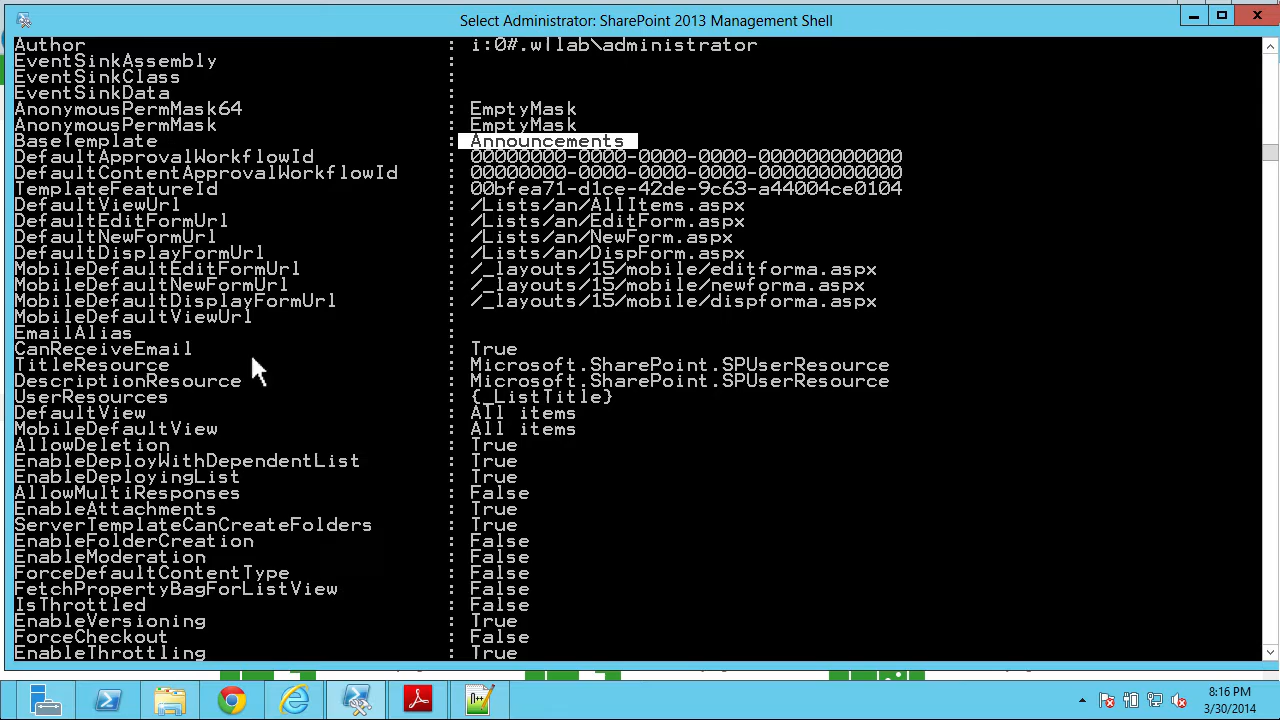 Select Administrator: SharePoint 2013 Management Shell
Author : i:0#.w|lab\administrator
EventSinkAssembly :
EventSinkClass :
EventSinkData :
AnonymousPermMask64 : EmptyMask
AnonymousPermMask : EmptyMask
BaseTemplate : Announcements
DefaultApprovalWorkflowId : 00000000-0000-0000-0000-000000000000
DefaultContentApprovalWorkflowId : 00000000-0000-0000-0000-000000000000
TemplateFeatureId : 00bfea71-d1ce-42de-9c63-a44004ce0104
DefaultViewUrl : /Lists/an/AllItems.aspx
DefaultEditFormUrl : /Lists/an/EditForm.aspx
DefaultNewFormUrl : /Lists/an/NewForm.aspx
DefaultDisplayFormUrl : /Lists/an/DispForm.aspx
MobileDefaultEditFormUrl : /_layouts/15/mobile/editforma.aspx
MobileDefaultNewFormUrl : /_layouts/15/mobile/newforma.aspx
MobileDefaultDisplayFormUrl : /_layouts/15/mobile/dispforma.aspx
MobileDefaultViewUrl :
EmailAlias :
CanReceiveEmail : True
TitleResource : Microsoft.SharePoint.SPUserResource
DescriptionResource : Microsoft.SharePoint.SPUserResource
UserResources : {_ListTitle}
DefaultView : All items
MobileDefaultView : All items
AllowDeletion : True
EnableDeployWithDependentList : True
EnableDeployingList : True
AllowMultiResponses : False
EnableAttachments : True
ServerTemplateCanCreateFolders : True
EnableFolderCreation : False
EnableModeration : False
ForceDefaultContentType : False
FetchPropertyBagForListView : False
IsThrottled : False
EnableVersioning : True
ForceCheckout : False
EnableThrottling : True
8:16 PM
3/30/2014